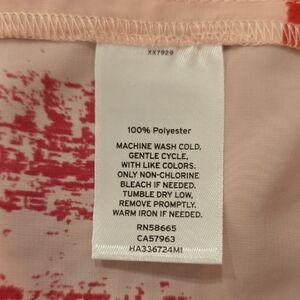 XX7929
100% Polyester
MACHINE WASH COLD,
GENTLE CYCLE,
WITH LIKE COLORS.
ONLY NON-CHLORINE
BLEACH IF NEEDED.
TUMBLE DRY LOW,
REMOVE PROMPTLY.
WARM IRON IF NEEDED.
RN58665
CA57963
HA336724MI